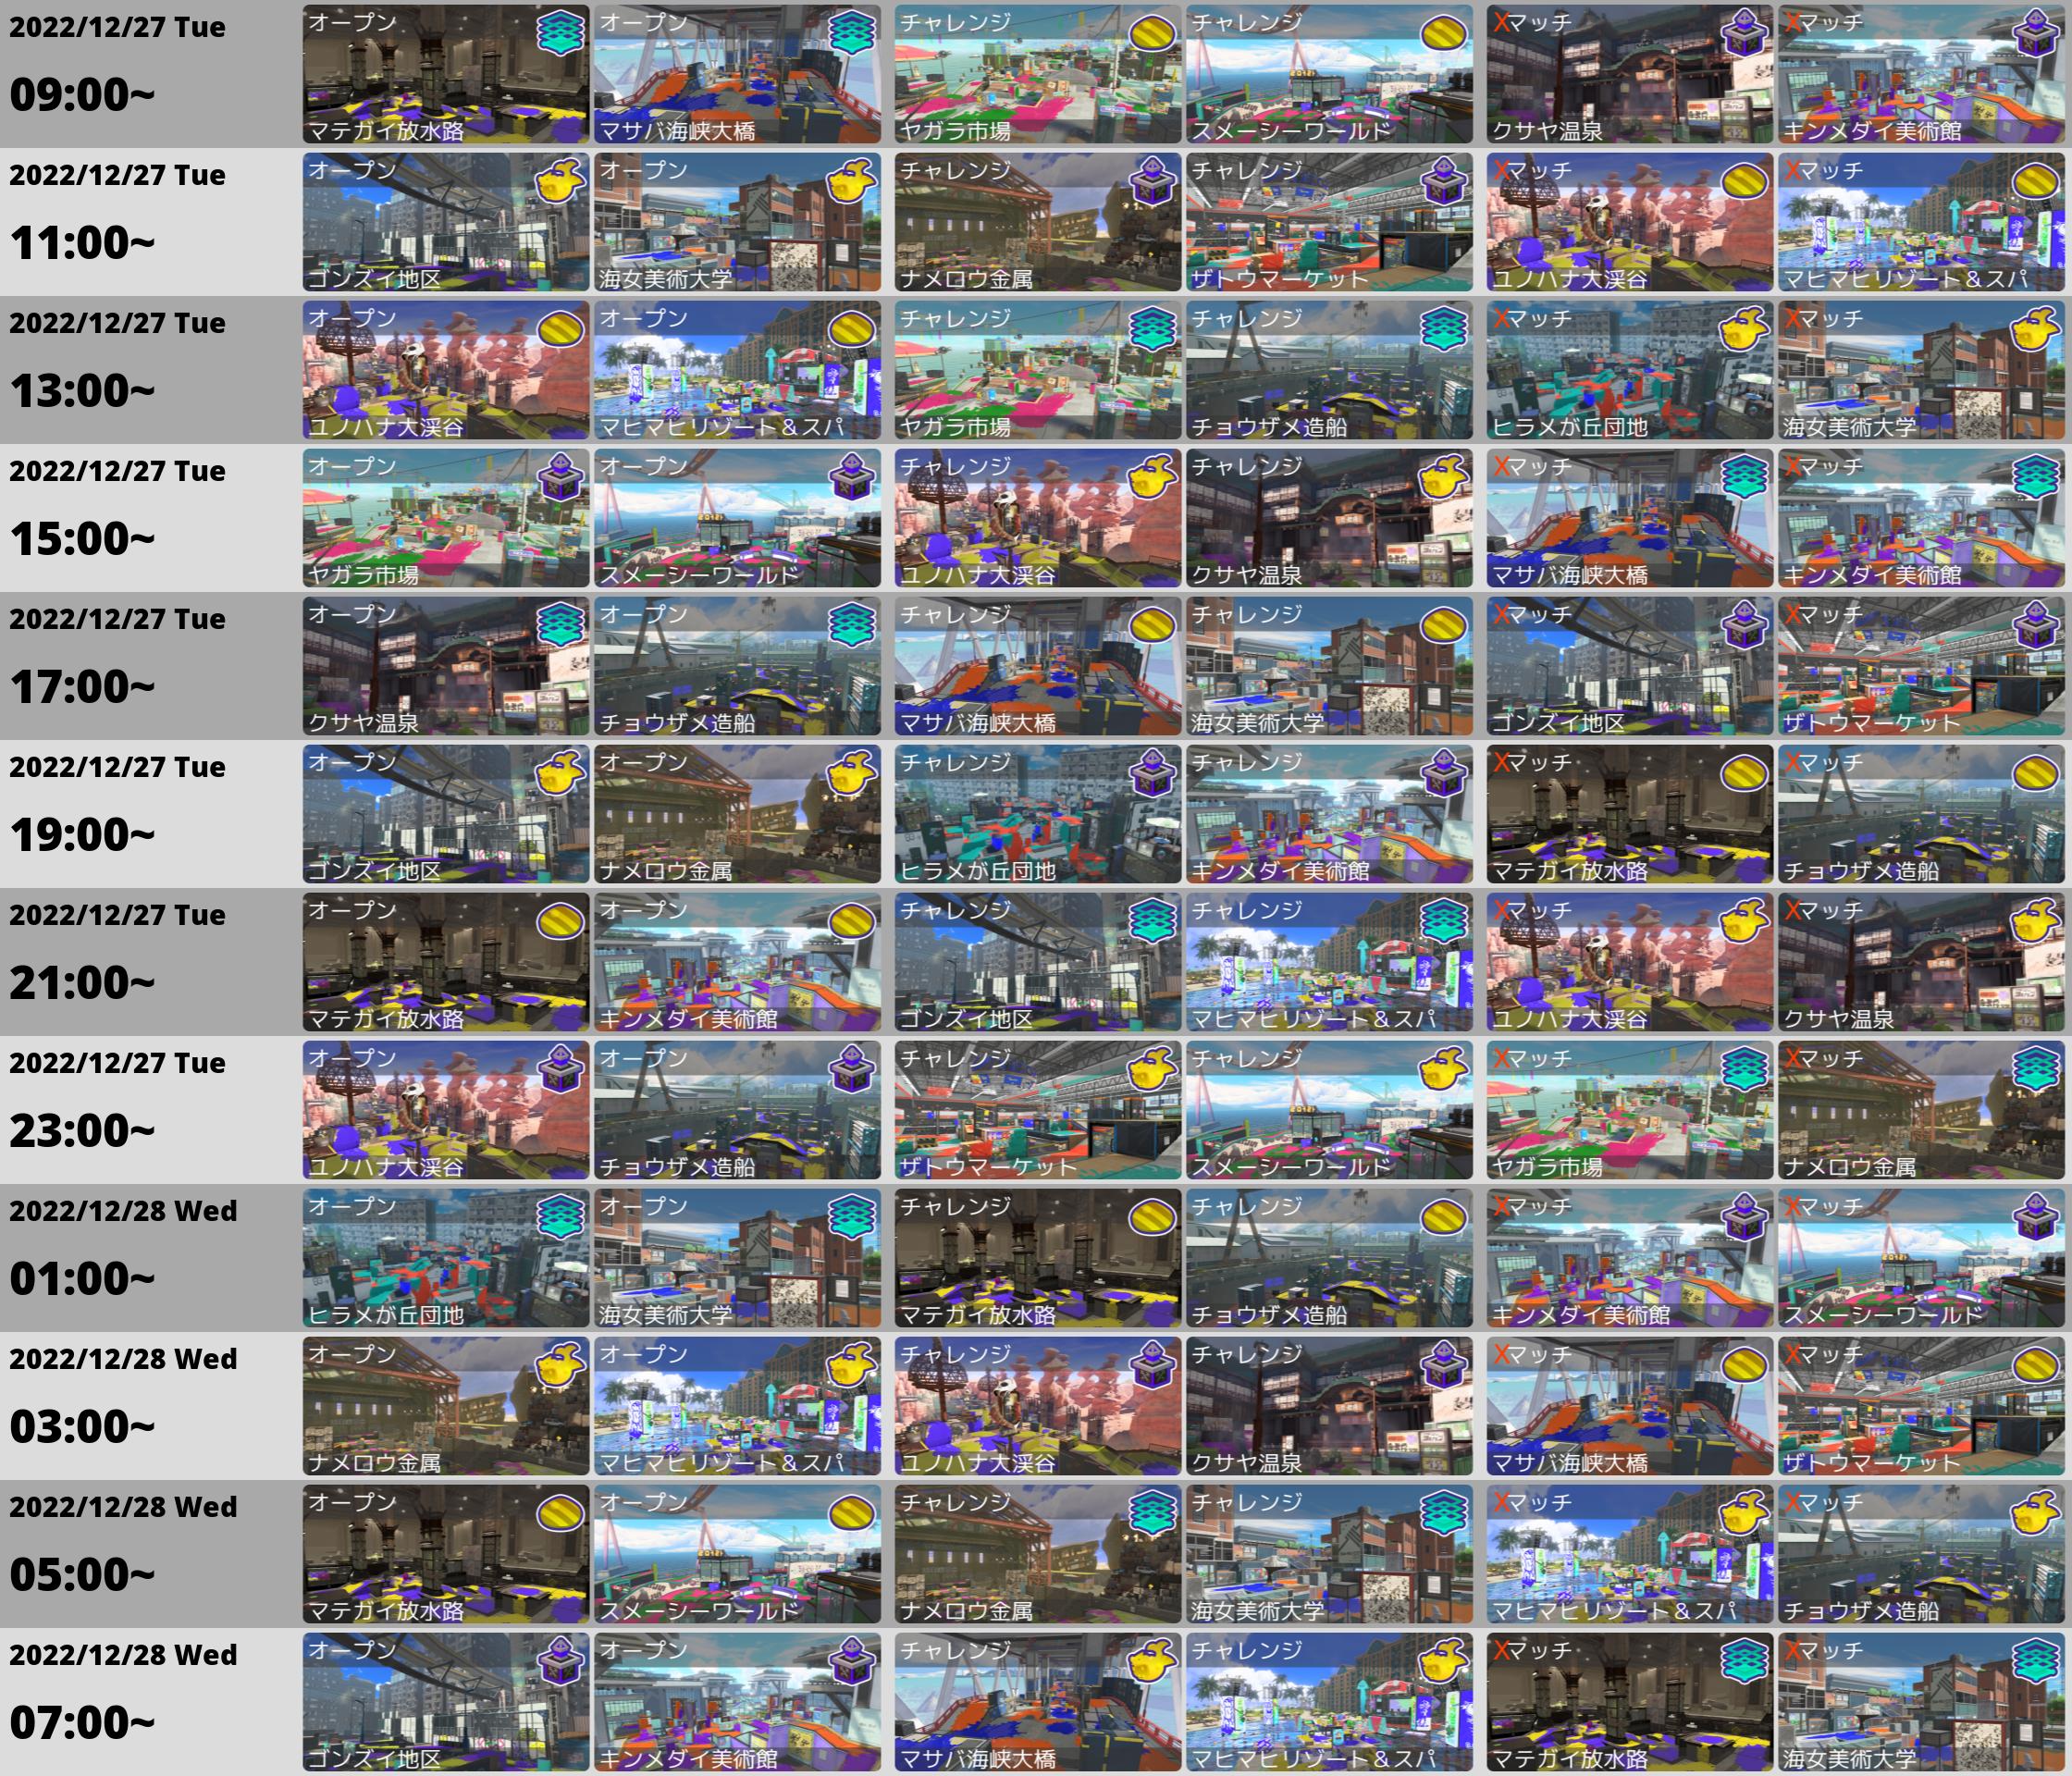 2022/12/27 Tue
09:00~
オープン オープン チャレンジ チャレンジ Xマッチ Xマッチ
マテガイ放水路 マサバ海峡大橋 ヤガラ市場 スメーシーワールド クサヤ温泉 キンメダイ美術館
2022/12/27 Tue
11:00~
オープン オープン チャレンジ チャレンジ Xマッチ Xマッチ
ゴンズイ地区 海女美術大学 ナメロウ金属 ザトウマーケット ユノハナ大渓谷 マヒマヒリゾート&スパ
2022/12/27 Tue
13:00~
オープン オープン チャレンジ チャレンジ Xマッチ Xマッチ
ユノハナ大渓谷 マヒマヒリゾート&スパ ヤガラ市場 チョウザメ造船 ヒラメが丘団地 海女美術大学
2022/12/27 Tue
15:00~
オープン オープン チャレンジ チャレンジ Xマッチ Xマッチ
ヤガラ市場 スメーシーワールド ユノハナ大渓谷 クサヤ温泉 マサバ海峡大橋 キンメダイ美術館
2022/12/27 Tue
17:00~
オープン オープン チャレンジ チャレンジ Xマッチ Xマッチ
クサヤ温泉 チョウザメ造船 マサバ海峡大橋 海女美術大学 ゴンズイ地区 ザトウマーケット
2022/12/27 Tue
19:00~
オープン オープン チャレンジ チャレンジ Xマッチ Xマッチ
ゴンズイ地区 ナメロウ金属 ヒラメが丘団地 キンメダイ美術館 マテガイ放水路 チョウザメ造船
2022/12/27 Tue
21:00~
オープン オープン チャレンジ チャレンジ Xマッチ Xマッチ
マテガイ放水路 キンメダイ美術館 ゴンズイ地区 マヒマヒリゾート&スパ ユノハナ大渓谷 クサヤ温泉
2022/12/27 Tue
23:00~
オープン オープン チャレンジ チャレンジ Xマッチ Xマッチ
ユノハナ大渓谷 チョウザメ造船 ザトウマーケット スメーシーワールド ヤガラ市場 ナメロウ金属
2022/12/28 Wed
01:00~
オープン オープン チャレンジ チャレンジ Xマッチ Xマッチ
ヒラメが丘団地 海女美術大学 マテガイ放水路 チョウザメ造船 キンメダイ美術館 スメーシーワールド
2022/12/28 Wed
03:00~
オープン オープン チャレンジ チャレンジ Xマッチ Xマッチ
ナメロウ金属 マヒマヒリゾート&スパ ユノハナ大渓谷 クサヤ温泉 マサバ海峡大橋 ザトウマーケット
2022/12/28 Wed
05:00~
オープン オープン チャレンジ チャレンジ Xマッチ Xマッチ
マテガイ放水路 スメーシーワールド ナメロウ金属 海女美術大学 マヒマヒリゾート&スパ チョウザメ造船
2022/12/28 Wed
07:00~
オープン オープン チャレンジ チャレンジ Xマッチ Xマッチ
ゴンズイ地区 キンメダイ美術館 マサバ海峡大橋 マヒマヒリゾート&スパ マテガイ放水路 海女美術大学